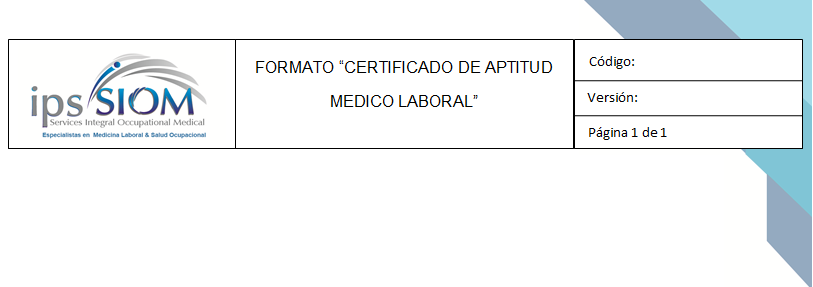 ips SIOM
Services Integral Occupational Medical
Especialistas en Medicina Laboral & Salud Ocupacional
FORMATO “CERTIFICADO DE APTITUD
MEDICO LABORAL”
Código:
Versión:
Página 1 de 1